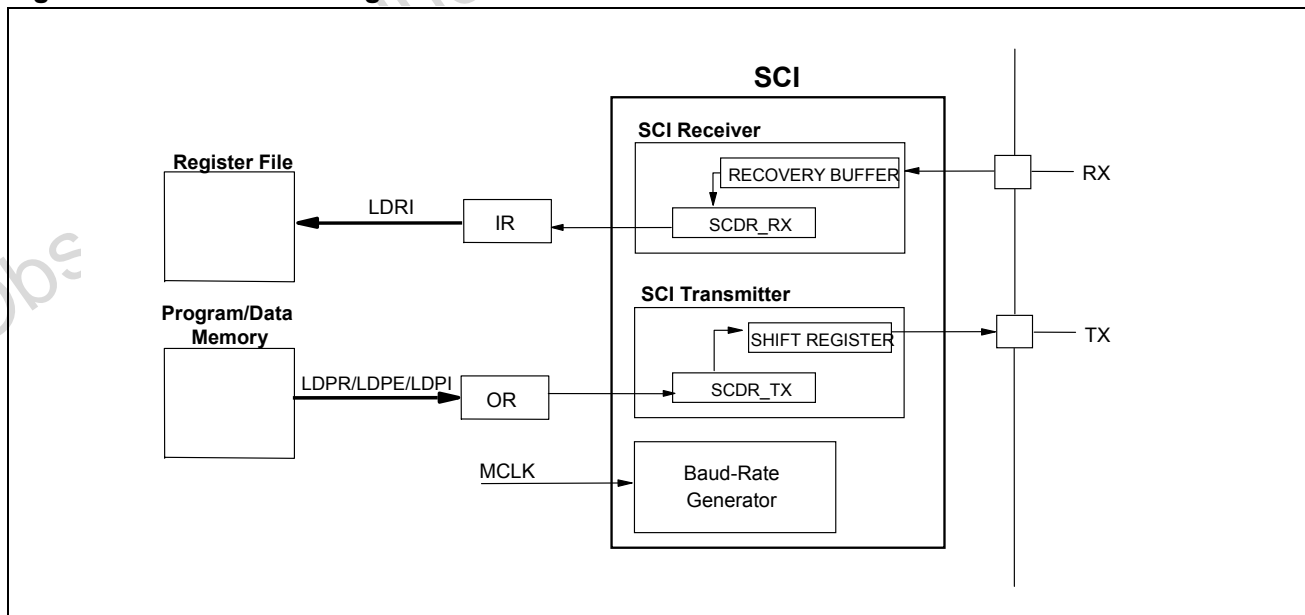 SCI
SCI Receiver
Register File
RECOVERY BUFFER
RX
LDRI
IR
SCDR_RX
SCI Transmitter
Program/Data
Memory
SHIFT REGISTER
TX
LDPR/LDPE/LDPI
OR
SCDR_TX
MCLK
Baud-Rate
Generator